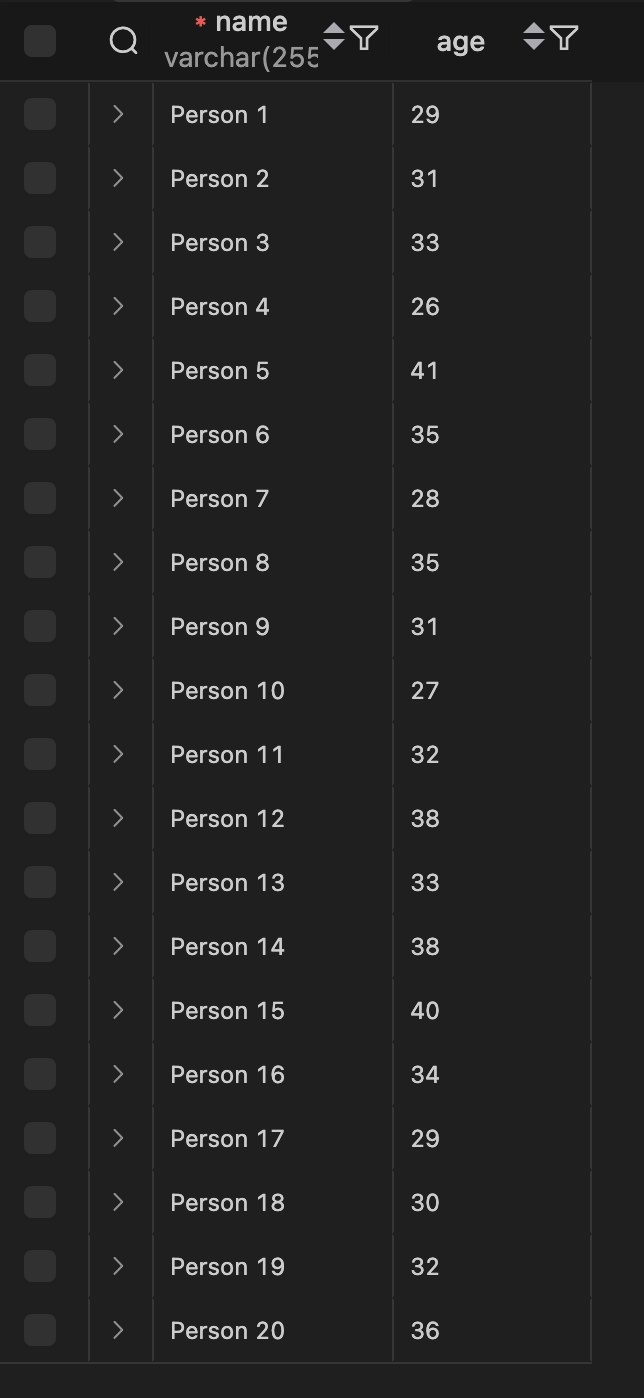 * name
varchar(255
age
Person 1 29
Person 2 31
Person 3 33
Person 4 26
Person 5 41
Person 6 35
Person 7 28
Person 8 35
Person 9 31
Person 10 27
Person 11 32
Person 12 38
Person 13 33
Person 14 38
Person 15 40
Person 16 34
Person 17 29
Person 18 30
Person 19 32
Person 20 36